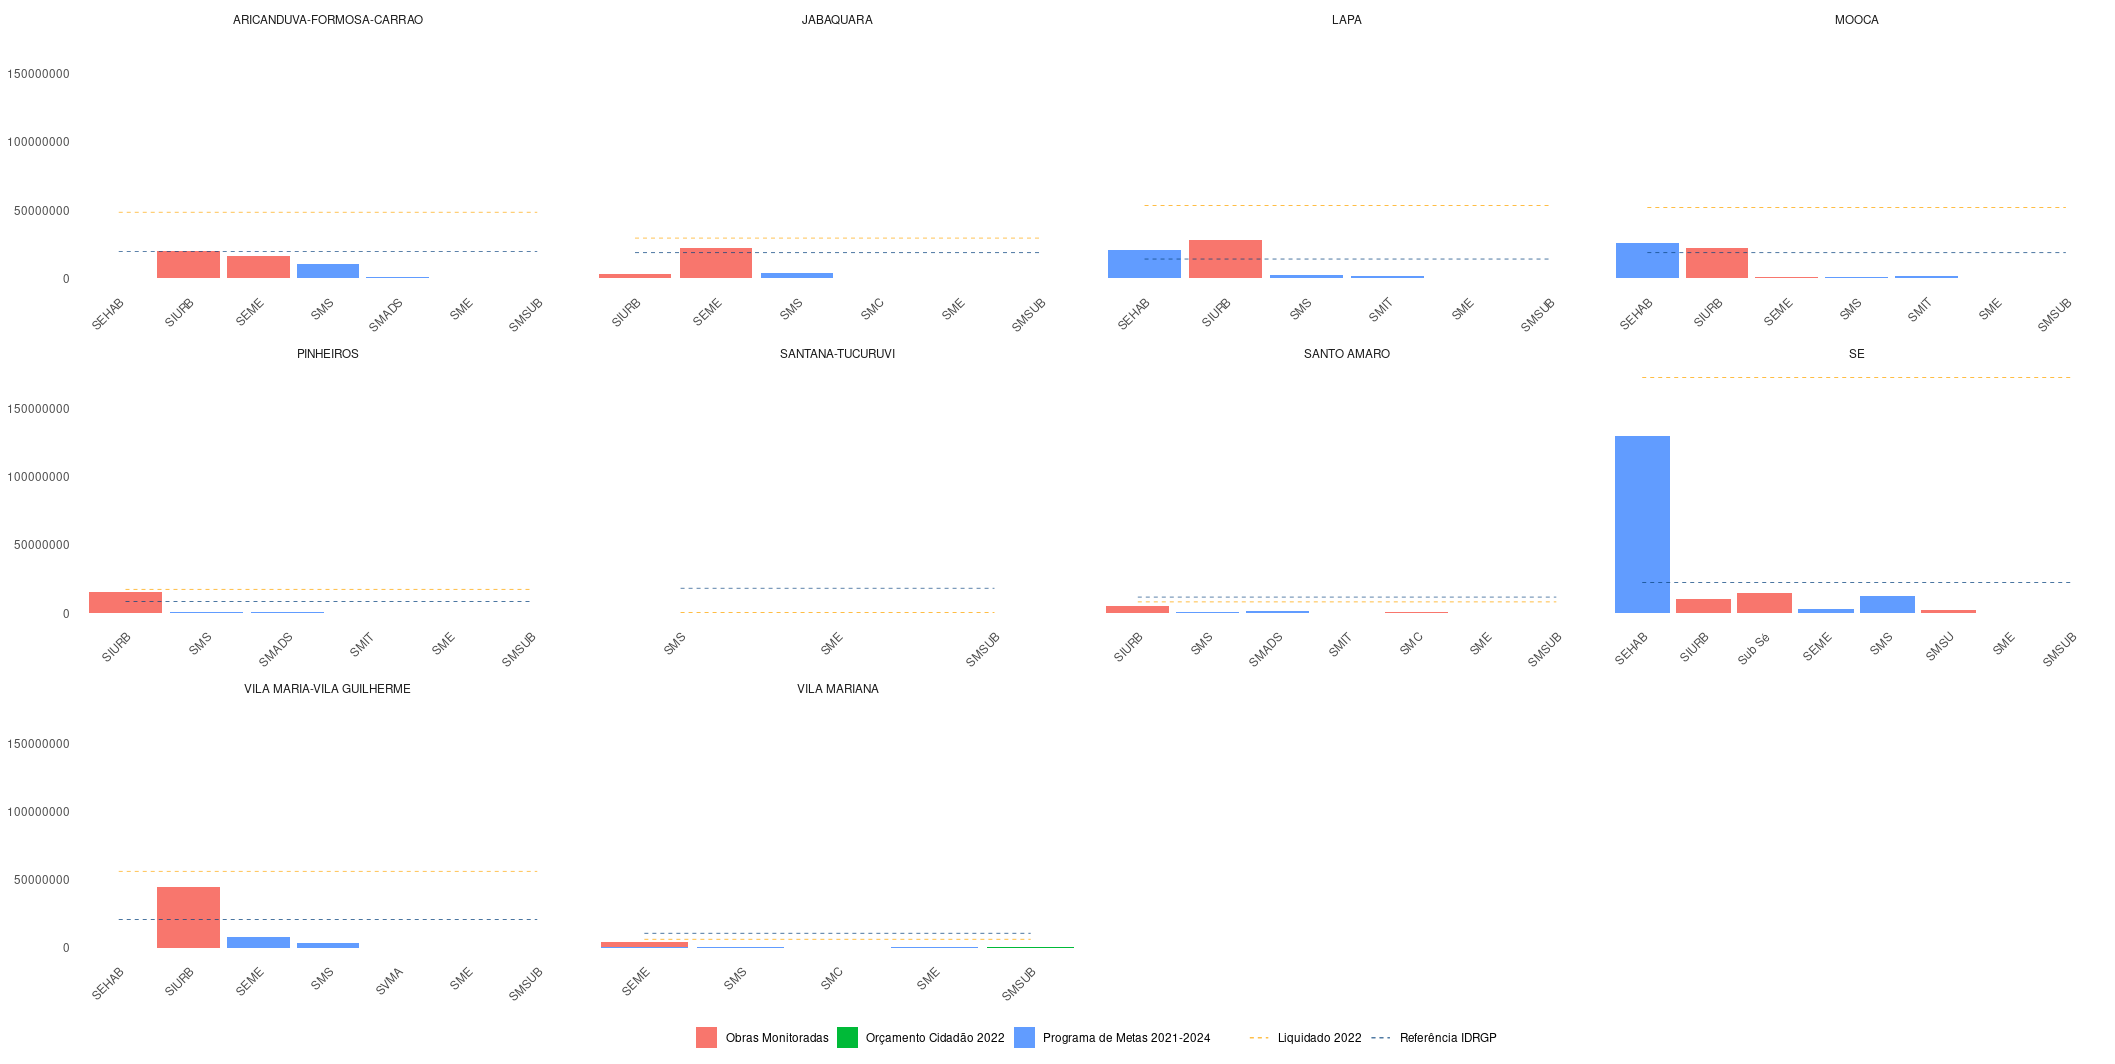 ARICANDUVA-FORMOSA-CARRAO JABAQUARA LAPA MOOCA
150000000
100000000
50000000
0
SEHAB SIURB SEME SMS SMADS SME SMSUB SIURB SEME SMS SMC SME SMSUB SEHAB SIURB SMS SMIT SME SMSUB SEHAB SIURB SEME SMS SMIT SME SMSUB
PINHEIROS SANTANA-TUCURUVI SANTO AMARO SE
150000000
100000000
50000000
0
SIURB SMS SMADS SMIT SME SMSUB SMS SME SMSUB SIURB SMS SMADS SMIT SMC SME SMSUB SEHAB SIURB Sub Sé SEME SMS SMSU SME SMSUB
VILA MARIA-VILA GUILHERME VILA MARIANA
150000000
100000000
50000000
0
SEHAB SIURB SEME SMS SVMA SME SMSUB SEME SMS SMC SME SMSUB
Obras Monitoradas Orçamento Cidadão 2022 Programa de Metas 2021-2024 Liquidado 2022 Referência IDRGP